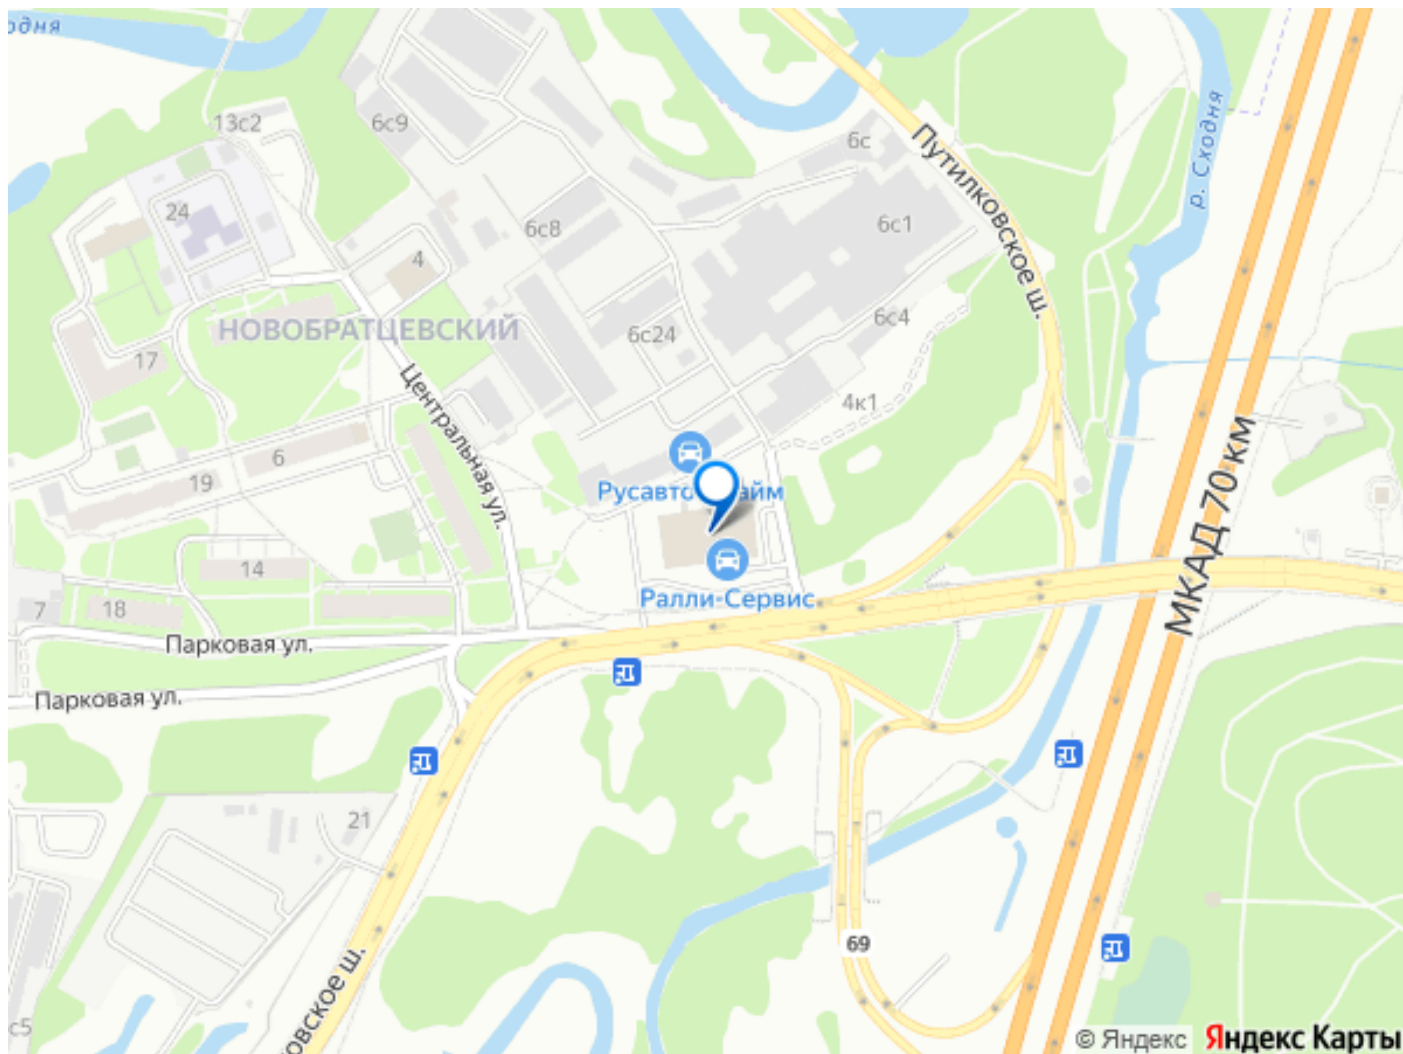 одня
13с2
6с9
6с
Путилковское ш.
р. Сходня
24
6с8
6с1
4
НОВОБРАТЦЕВСКИЙ
6с24
6с4
17
Центральная ул.
4к1
6
19
МКАД 70 км
Ралли-Сервис
14
7
18
Парковая ул.
Парковая ул.
21
69
овское ш.
с5
© Яндекс
Яндекс Карты